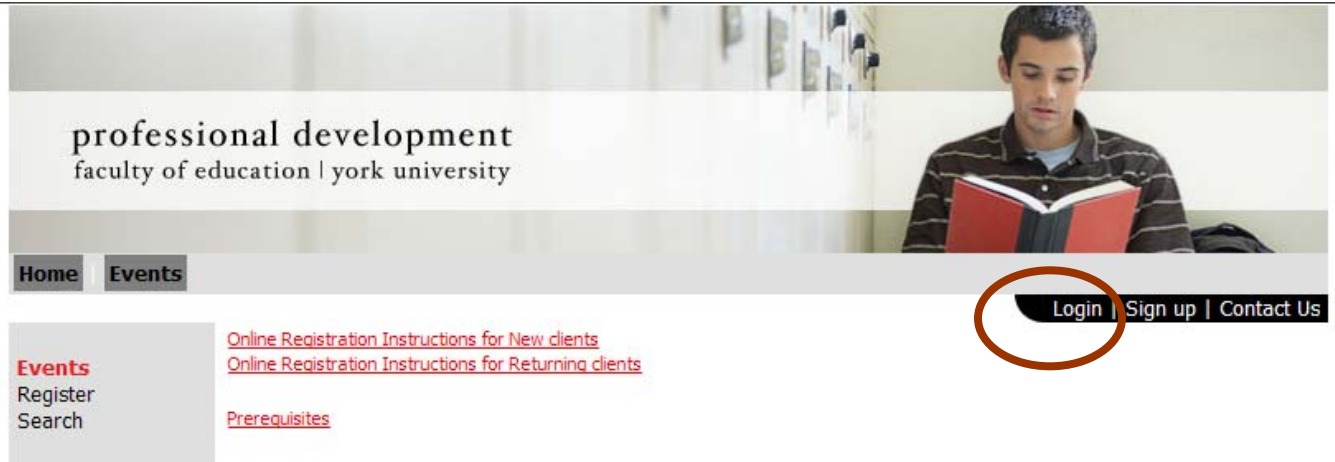 professional development
faculty of education | york university
Home | Events
Login | Sign up | Contact Us
Events
Register
Search
Online Registration Instructions for New clients
Online Registration Instructions for Returning clients
Prerequisites